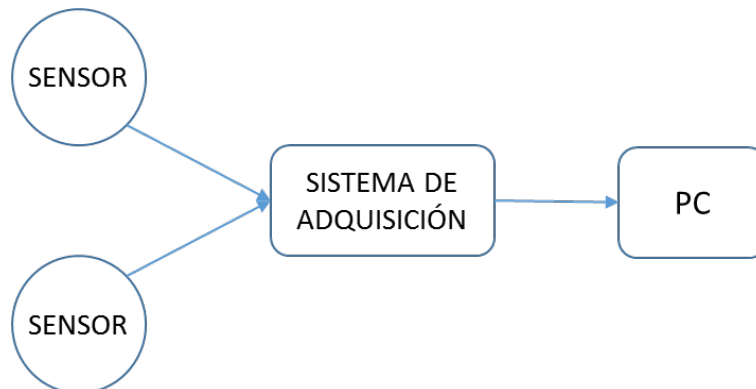 SENSOR
SISTEMA DE
ADQUISICIÓN
PC
SENSOR